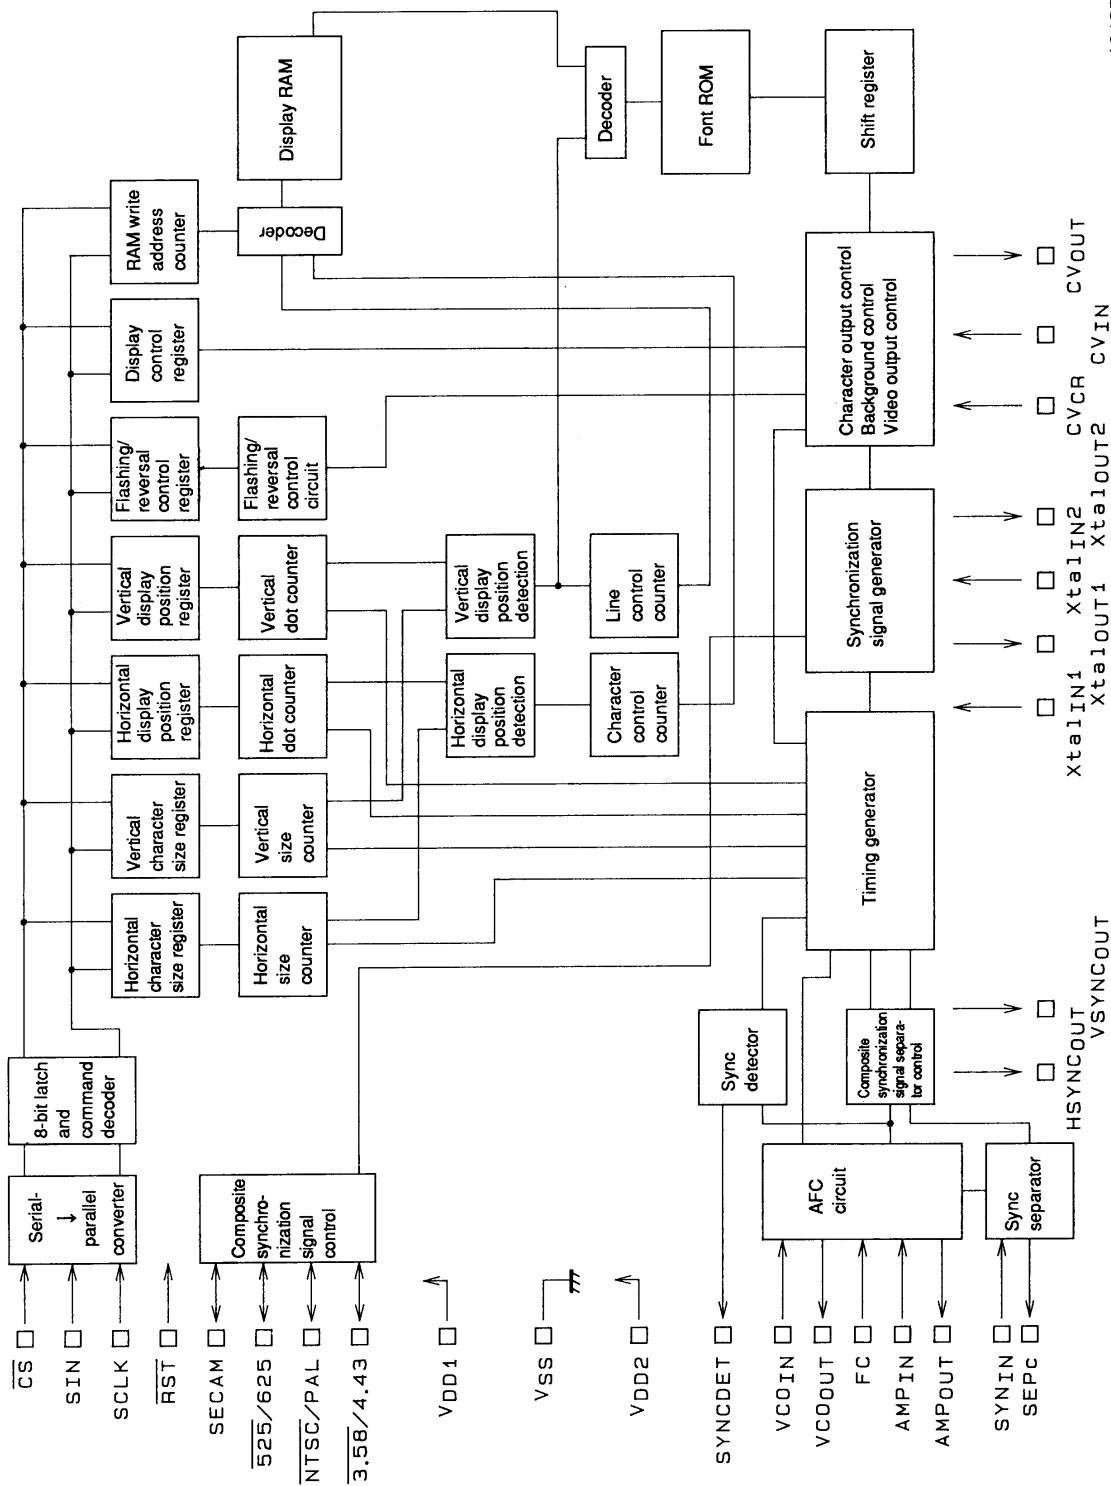 CS
SIN
SCLK
RST
SECAM
525/625
NTSC/PAL
3.58/4.43
VDD1
VSS
VDD2
SYNCDET
VCOIN
VCOOUT
FC
AMPIN
AMPOUT
SYNIN
SEPC
Serial-
↓
parallel
converter
8-bit latch
and
command
decoder
Composite
synchro-
nization
signal
control
Horizontal
character
size register
Vertical
character
size register
Horizontal
display
position
register
Vertical
display
position
register
Flashing/
reversal
control
register
Display
control
register
RAM write
address
counter
Horizontal
size
counter
Vertical
size
counter
Horizontal
dot counter
Vertical
dot counter
Flashing/
reversal
control
circuit
Decoder
Display RAM
Horizontal
display
position
detection
Vertical
display
position
detection
Character
control
counter
Line
control
counter
Decoder
Font ROM
Shift register
Sync
detector
AFC
circuit
Sync
separator
Composite
synchronization
signal separa-
tor control
Timing generator
Synchronization
signal generator
Character output control
Background control
Video output control
HSYNCOUT
VSYNCOUT
XtalIN1
XtalOUT1
XtalIN2
XtalOUT2
CVCR
CVIN
CVOUT